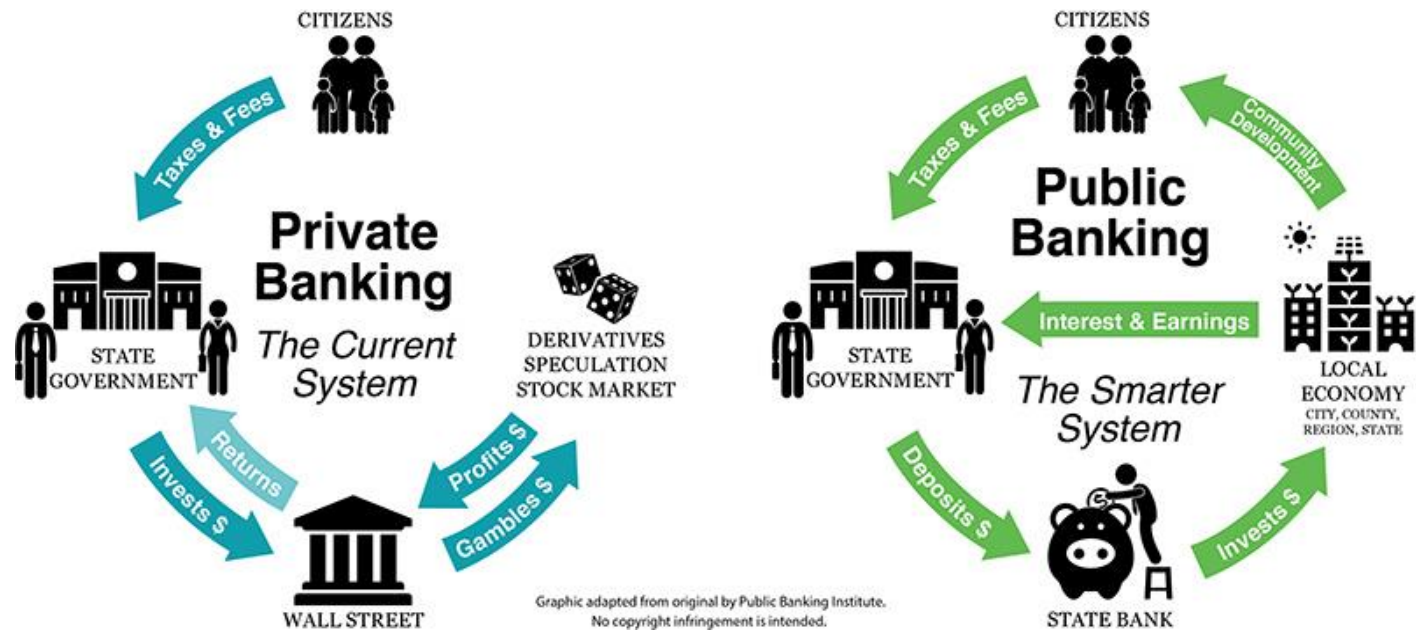 CITIZENS
Taxes & Fees
Private
Banking
The Current
System
STATE
GOVERNMENT
DERIVATIVES
SPECULATION
STOCK MARKET
Invests $
Returns
Profits $
Gambles $
WALL STREET
CITIZENS
Taxes & Fees
Community
Development
Public
Banking
Interest & Earnings
STATE
GOVERNMENT
The Smarter
System
LOCAL
ECONOMY
CITY, COUNTY,
REGION, STATE
Deposits $
Invests $
STATE BANK
Graphic adapted from original by Public Banking Institute.
No copyright infringement is intended.